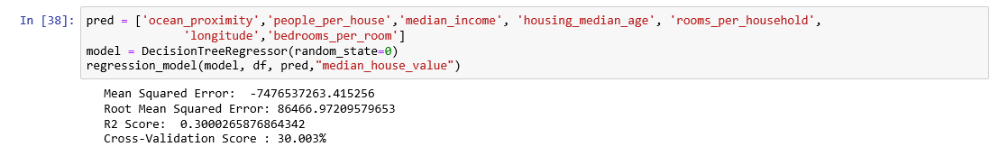 In [38]: pred = ['ocean_proximity','people_per_house','median_income', 'housing_median_age', 'rooms_per_household',
'longitude','bedrooms_per_room']
model = DecisionTreeRegressor(random_state=0)
regression_model(model, df, pred,"median_house_value")
Mean Squared Error:  -7476537263.415256
Root Mean Squared Error: 86466.97209579653
R2 Score:  0.3000265876864342
Cross-Validation Score : 30.003%